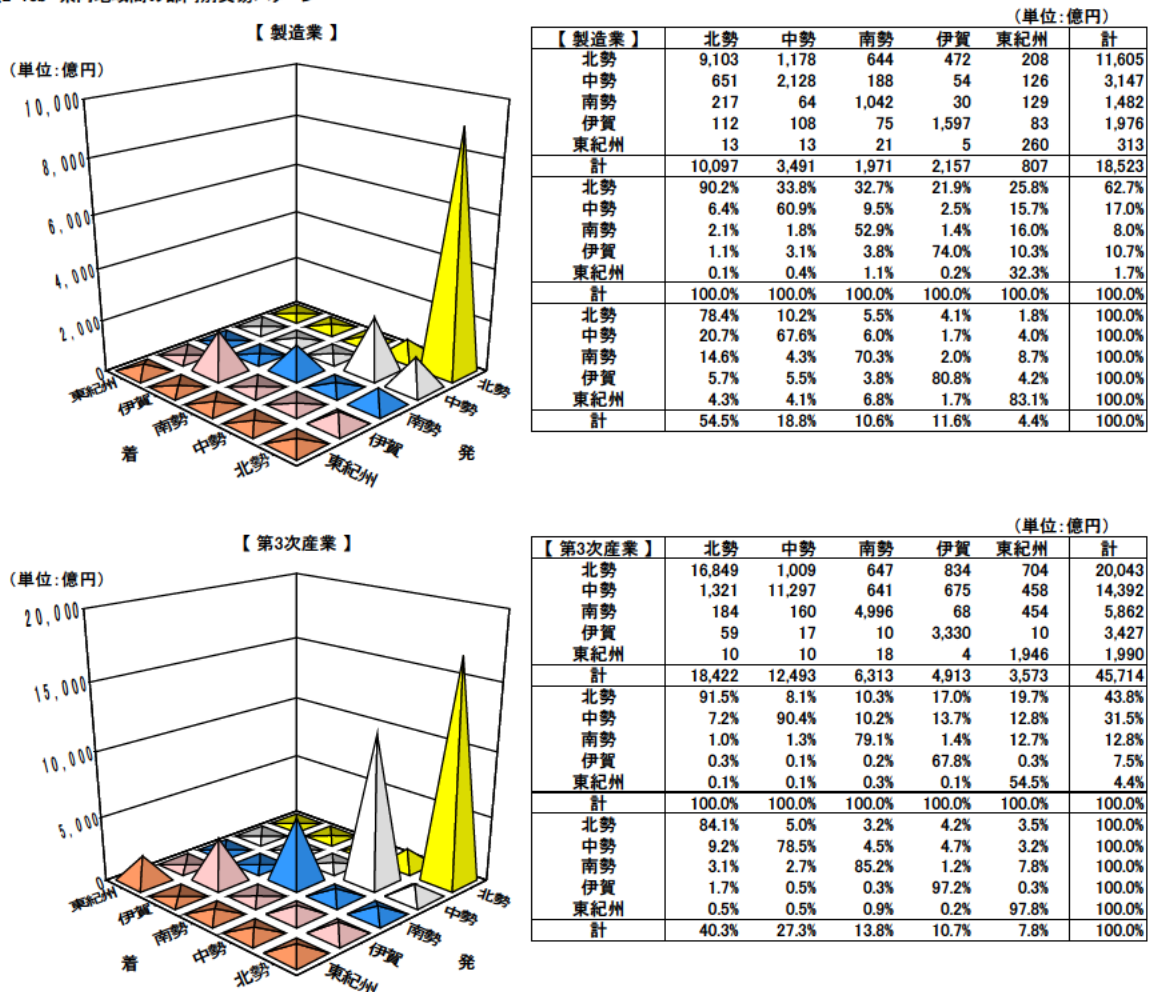 【 製造業 】
(単位:億円)
10,000
8,000
6,000
4,000
2,000
0
東紀州
伊賀
南勢
中勢
北勢
着
北勢
中勢
南勢
伊賀
東紀州
発
(単位:億円)
【 製造業 】 北勢 中勢 南勢 伊賀 東紀州 計
北勢 9,103 1,178 644 472 208 11,605
中勢 651 2,128 188 54 126 3,147
南勢 217 64 1,042 30 129 1,482
伊賀 112 108 75 1,597 83 1,976
東紀州 13 13 21 5 260 313
計 10,097 3,491 1,971 2,157 807 18,523
北勢 90.2% 33.8% 32.7% 21.9% 25.8% 62.7%
中勢 6.4% 60.9% 9.5% 2.5% 15.7% 17.0%
南勢 2.1% 1.8% 52.9% 1.4% 16.0% 8.0%
伊賀 1.1% 3.1% 3.8% 74.0% 10.3% 10.7%
東紀州 0.1% 0.4% 1.1% 0.2% 32.3% 1.7%
計 100.0% 100.0% 100.0% 100.0% 100.0% 100.0%
北勢 78.4% 10.2% 5.5% 4.1% 1.8% 100.0%
中勢 20.7% 67.6% 6.0% 1.7% 4.0% 100.0%
南勢 14.6% 4.3% 70.3% 2.0% 8.7% 100.0%
伊賀 5.7% 5.5% 3.8% 80.8% 4.2% 100.0%
東紀州 4.3% 4.1% 6.8% 1.7% 83.1% 100.0%
計 54.5% 18.8% 10.6% 11.6% 4.4% 100.0%
【 第3次産業 】
(単位:億円)
20,000
15,000
10,000
5,000
0
東紀州
伊賀
南勢
中勢
北勢
着
北勢
中勢
南勢
伊賀
東紀州
発
(単位:億円)
【 第3次産業 】 北勢 中勢 南勢 伊賀 東紀州 計
北勢 16,849 1,009 647 834 704 20,043
中勢 1,321 11,297 641 675 458 14,392
南勢 184 160 4,996 68 454 5,862
伊賀 59 17 10 3,330 10 3,427
東紀州 10 10 18 4 1,946 1,990
計 18,422 12,493 6,313 4,913 3,573 45,714
北勢 91.5% 8.1% 10.3% 17.0% 19.7% 43.8%
中勢 7.2% 90.4% 10.2% 13.7% 12.8% 31.5%
南勢 1.0% 1.3% 79.1% 1.4% 12.7% 12.8%
伊賀 0.3% 0.1% 0.2% 67.8% 0.3% 7.5%
東紀州 0.1% 0.1% 0.3% 0.1% 54.5% 4.4%
計 100.0% 100.0% 100.0% 100.0% 100.0% 100.0%
北勢 84.1% 5.0% 3.2% 4.2% 3.5% 100.0%
中勢 9.2% 78.5% 4.5% 4.7% 3.2% 100.0%
南勢 3.1% 2.7% 85.2% 1.2% 7.8% 100.0%
伊賀 1.7% 0.5% 0.3% 97.2% 0.3% 100.0%
東紀州 0.5% 0.5% 0.9% 0.2% 97.8% 100.0%
計 40.3% 27.3% 13.8% 10.7% 7.8% 100.0%